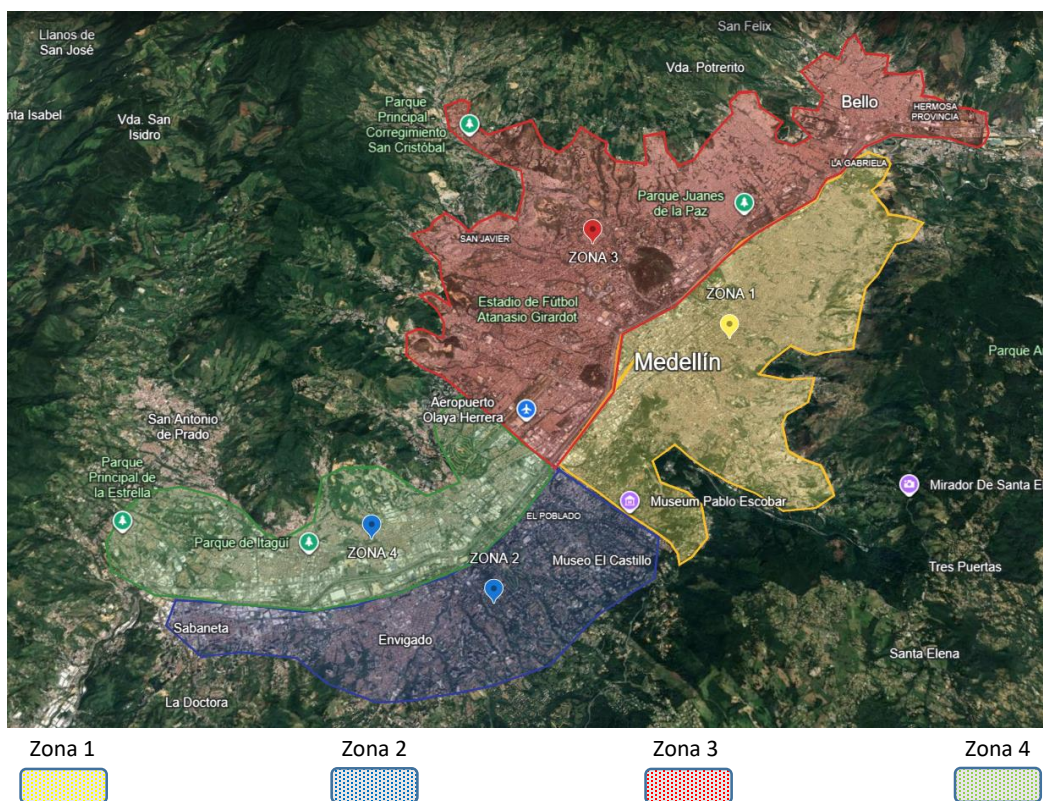 Llanos de
San José
San Felix
Vda. Potrerito
nta Isabel
Vda. San
Isidro
Parque
Principal
Corregimiento
San Cristóbal
Bello
HERMOSA
PROVINCIA
LA GABRIELA
Parque Juanes
de la Paz
SAN JAVIER
ZONA 3
ZONA 1
Estadio de Fútbol
Atanasio Girardot
Medellín
Parque A
Aeropuerto
Olaya Herrera
San Antonio
de Prado
Parque
Principal de
la Estrella
Museum Pablo Escobar
Mirador De Santa E
EL POBLADO
Parque de Itaguí
ZONA 4
ZONA 2
Museo El Castillo
Tres Puertas
Sabaneta
Envigado
Santa Elena
La Doctora
Zona 1
Zona 2
Zona 3
Zona 4